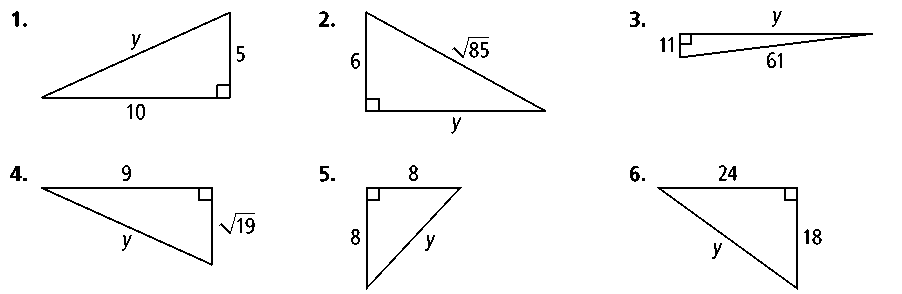 1. y 5 10
2. 6 √85 y
3. y 11 61
4. 9 √19 y
5. 8 8 y
6. 24 18 y